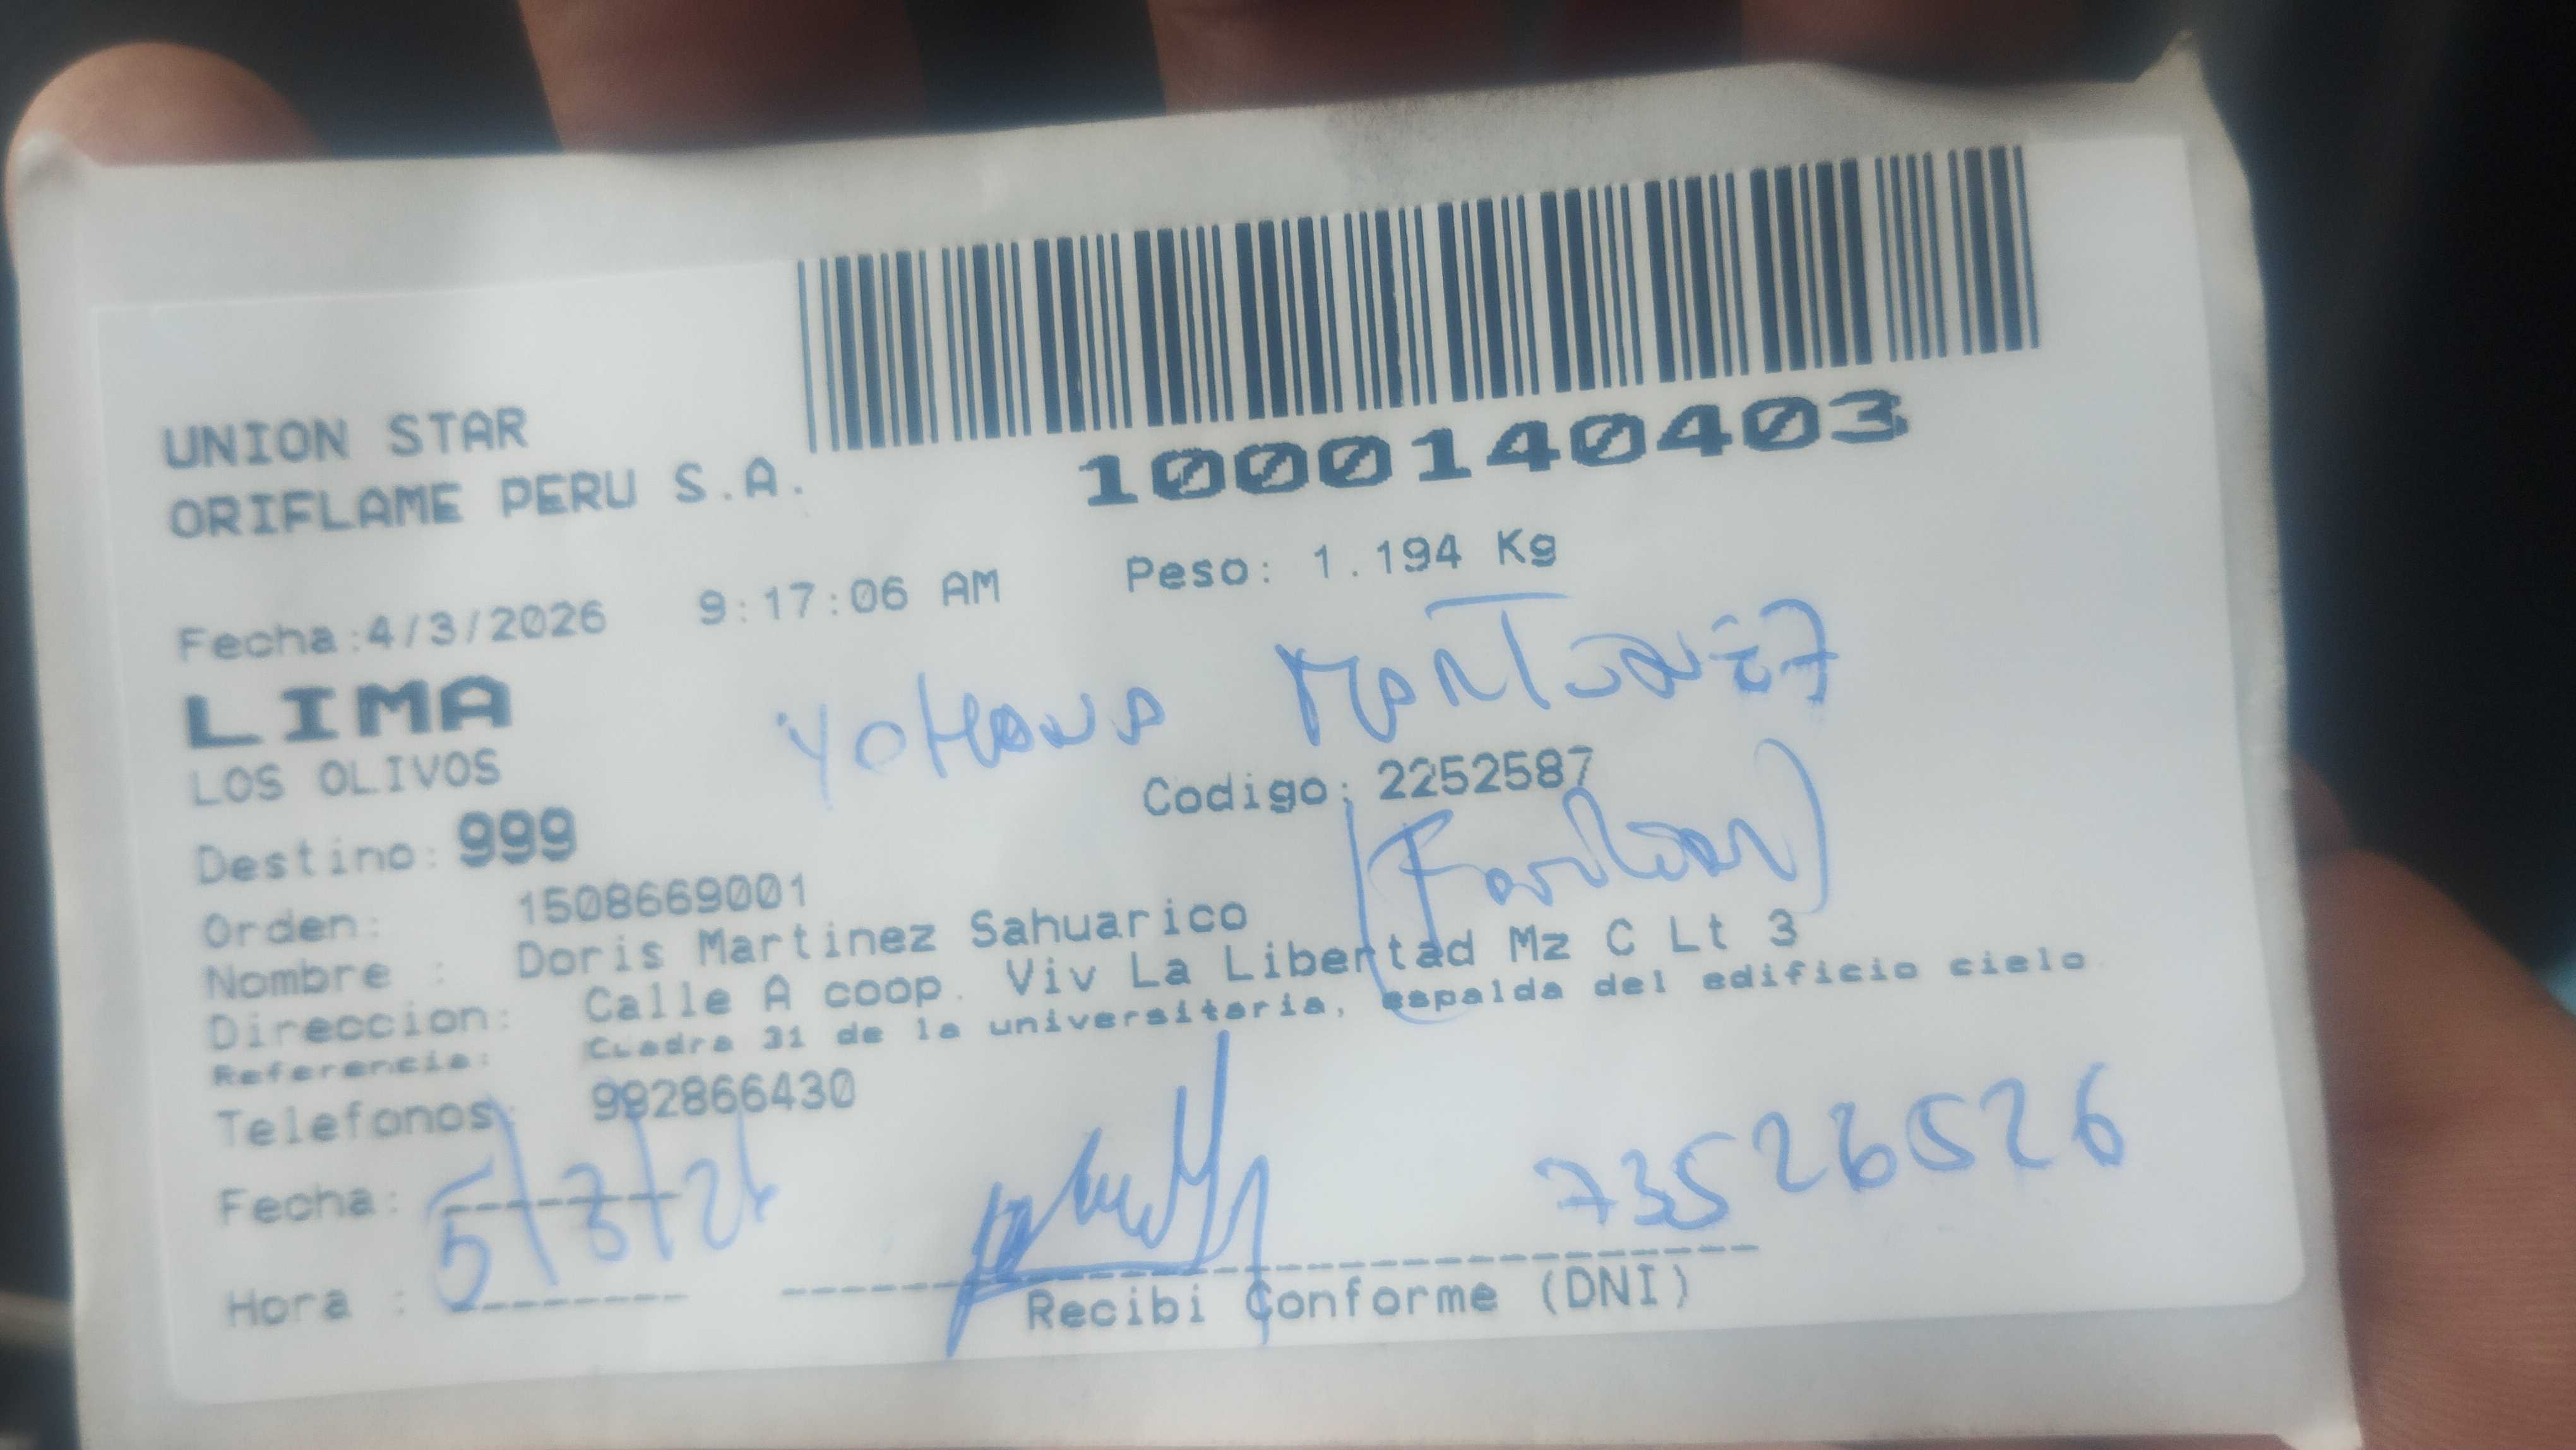 1000140403
UNION STAR
ORIFLAME PERU S.A.
Fecha:4/3/2026 9:17:06 AM Peso: 1.194 Kg
LIMA
LOS OLIVOS
Codigo: 2252587
Destino: 999
Orden: 1508669001
Nombre : Doris Martinez Sahuarico
Direccion: Calle A coop. Viv La Libertad Mz C Lt 3
Referencia: Cuadra 31 de la universitaria, espalda del edificio cielo
Telefonos: 992866430
Fecha: 5/3/26
73526526
Hora :
Recibi Conforme (DNI)